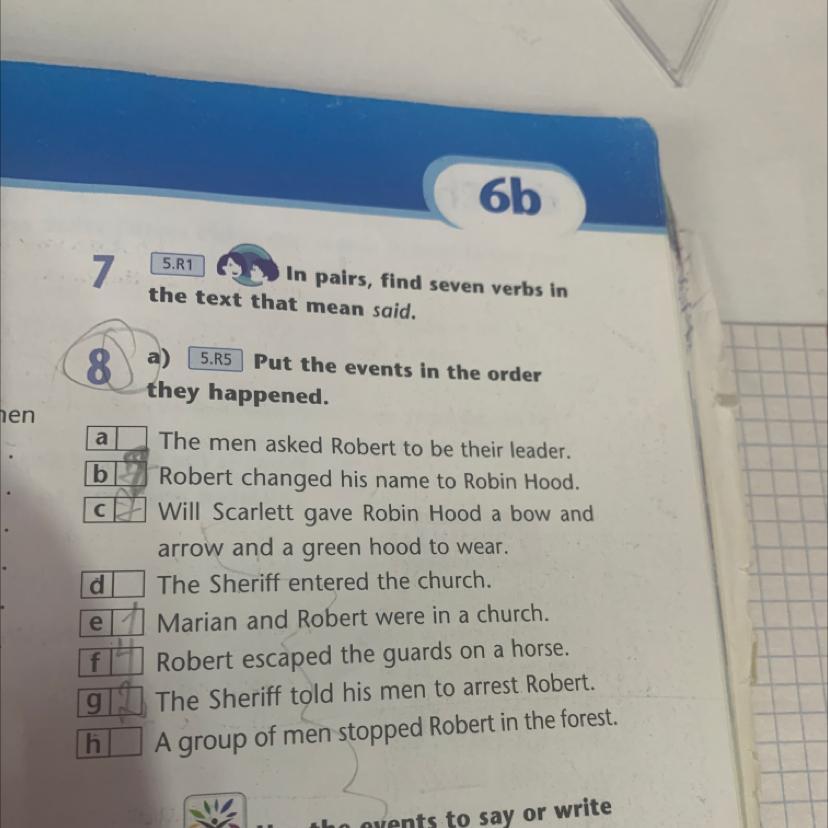 6b
7 5.R1 In pairs, find seven verbs in
the text that mean said.
8 a) 5.R5 Put the events in the order
they happened.
hen
a The men asked Robert to be their leader.
b Robert changed his name to Robin Hood.
c Will Scarlett gave Robin Hood a bow and
arrow and a green hood to wear.
d The Sheriff entered the church.
e 1 Marian and Robert were in a church.
f 4 Robert escaped the guards on a horse.
g The Sheriff told his men to arrest Robert.
h A group of men stopped Robert in the forest.
the events to say or write